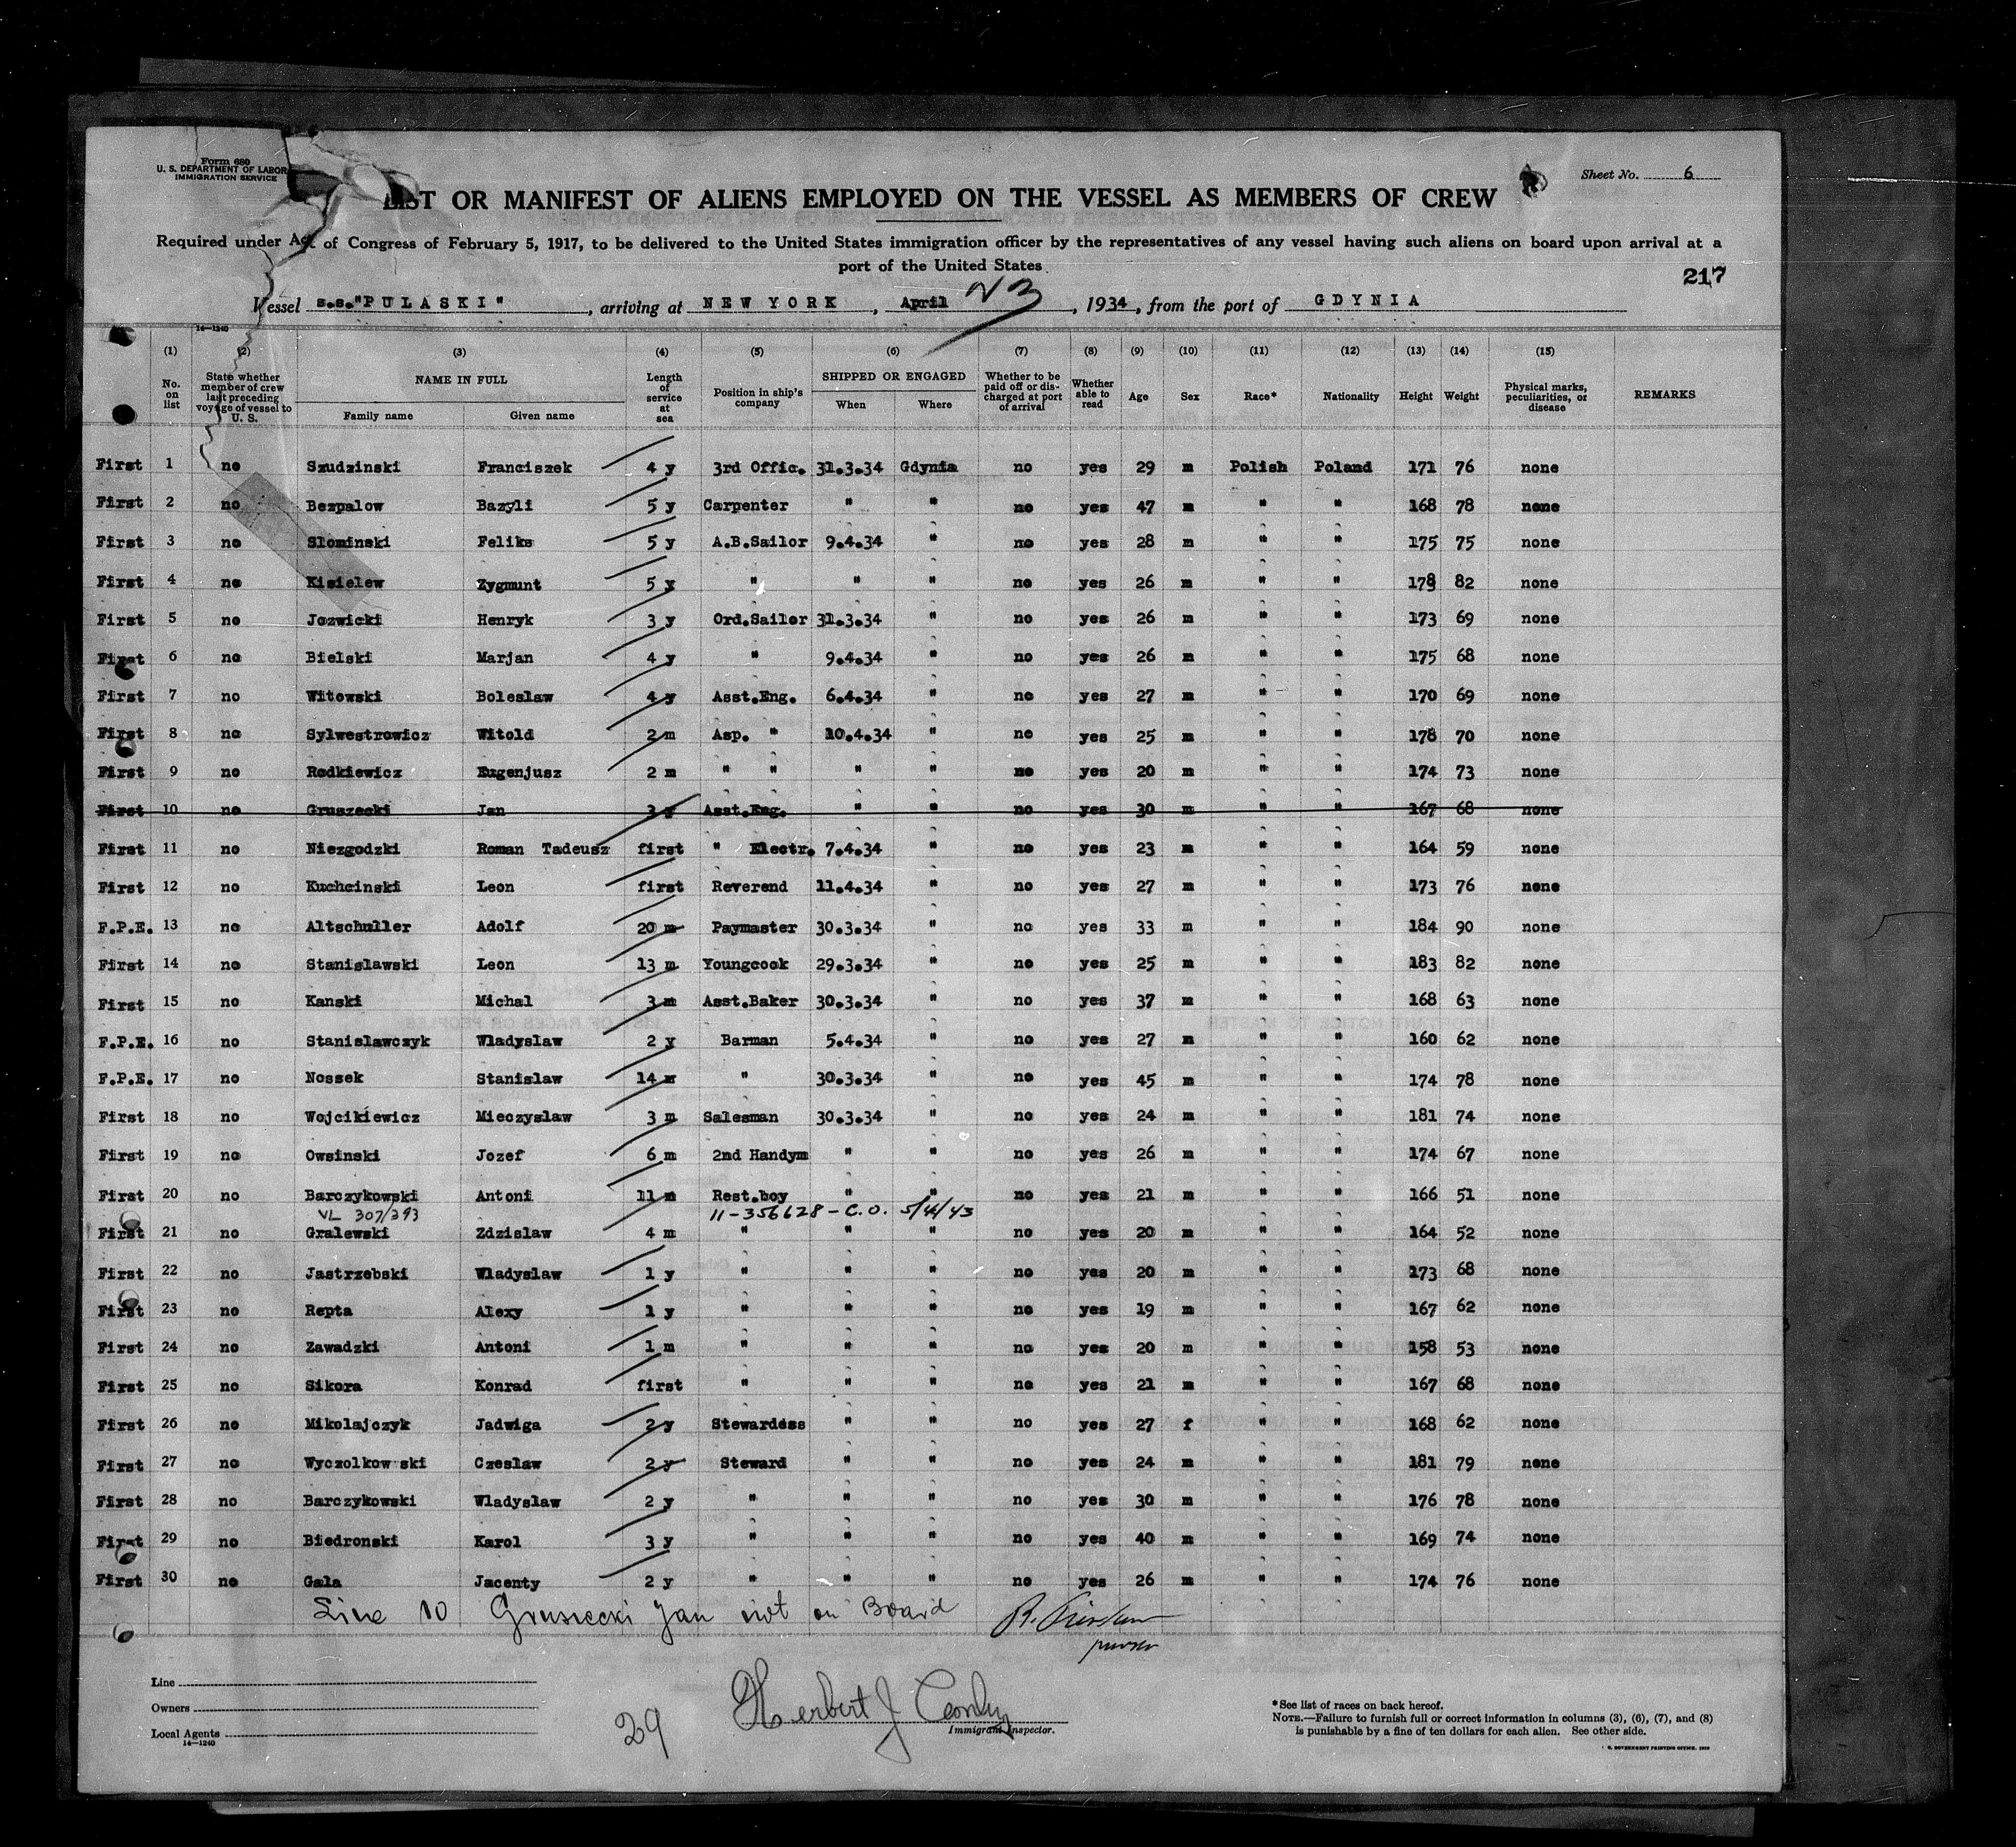 Form 680
U. S. DEPARTMENT OF LABOR
IMMIGRATION SERVICE
Sheet No. 6
LIST OR MANIFEST OF ALIENS EMPLOYED ON THE VESSEL AS MEMBERS OF CREW
Required under Act of Congress of February 5, 1917, to be delivered to the United States immigration officer by the representatives of any vessel having such aliens on board upon arrival at a
port of the United States
217
Vessel s.s."PULASKI", arriving at NEW YORK, April 23, 1934, from the port of GDYNIA
14—1240
(1) (2) (3) (4) (5) (6) (7) (8) (9) (10) (11) (12) (13) (14) (15)
No. on list State whether member of crew last preceding voyage of vessel to U. S. NAME IN FULL Family name Given name Length of service at sea Position in ship's company SHIPPED OR ENGAGED When Where Whether to be paid off or discharged at port of arrival Whether able to read Age Sex Race* Nationality Height Weight Physical marks, peculiarities, or disease REMARKS
First 1 no Szudzinski Franciszek 4 y 3rd Offic. 31.3.34 Gdynia no yes 29 m Polish Poland 171 76 none
First 2 no Bezpalow Bazyli 5 y Carpenter " " no yes 47 m " " 168 78 none
First 3 no Slominski Feliks 5 y A.B.Sailor 9.4.34 " no yes 28 m " " 175 75 none
First 4 no Kisielew Zygmunt 5 y " " " no yes 26 m " " 178 82 none
First 5 no Jozwicki Henryk 3 y Ord.Sailor 31.3.34 " no yes 26 m " " 173 69 none
First 6 no Bielski Marjan 4 y " 9.4.34 " no yes 26 m " " 175 68 none
First 7 no Witowski Boleslaw 4 y Asst.Eng. 6.4.34 " no yes 27 m " " 170 69 none
First 8 no Sylwestrowicz Witold 2 m Asp. " 10.4.34 " no yes 25 m " " 178 70 none
First 9 no Rodkiewicz Eugenjusz 2 m " " " " no yes 20 m " " 174 73 none
First 10 no Gruszecki Jan 3 y Asst.Eng. " " no yes 30 m " " 167 68 none
First 11 no Niezgodzki Roman Tadeusz first " Electr. 7.4.34 " no yes 23 m " " 164 59 none
First 12 no Kuchcinski Leon first Reverend 11.4.34 " no yes 27 m " " 173 76 none
F.P.E. 13 no Altschuller Adolf 20 m Paymaster 30.3.34 " no yes 33 m " " 184 90 none
First 14 no Stanislawski Leon 13 m Youngcook 29.3.34 " no yes 25 m " " 183 82 none
First 15 no Kanski Michal 3 m Asst.Baker 30.3.34 " no yes 37 m " " 168 63 none
F.P.E. 16 no Stanislawczyk Wladyslaw 2 y Barman 5.4.34 " no yes 27 m " " 160 62 none
F.P.E. 17 no Nossek Stanislaw 14 m " 30.3.34 " no yes 45 m " " 174 78 none
First 18 no Wojcikiewicz Mieczyslaw 3 m Salesman 30.3.34 " no yes 24 m " " 181 74 none
First 19 no Owsinski Jozef 6 m 2nd Handym " " no yes 26 m " " 174 67 none
First 20 no Barczykowski Antoni 11 m Rest.boy " " no yes 21 m " " 166 51 none
VL 307/393 11-356628-C.O. 5/4/43
First 21 no Gralewski Zdzislaw 4 m " " " no yes 20 m " " 164 52 none
First 22 no Jastrzebski Wladyslaw 1 y " " " no yes 20 m " " 173 68 none
First 23 no Repta Alexy 1 y " " " no yes 19 m " " 167 62 none
First 24 no Zawadzki Antoni 1 m " " " no yes 20 m " " 158 53 none
First 25 no Sikora Konrad first " " " no yes 21 m " " 167 68 none
First 26 no Mikolajczyk Jadwiga 2 y Stewardess " " no yes 27 f " " 168 62 none
First 27 no Wyczolkowski Czeslaw 2 y Steward " " no yes 24 m " " 181 79 none
First 28 no Barczykowski Wladyslaw 2 y " " " no yes 30 m " " 176 78 none
First 29 no Biedronski Karol 3 y " " " no yes 40 m " " 169 74 none
First 30 no Gala Jacenty 2 y " " " no yes 26 m " " 174 76 none
Line 10 Gruszecki Jan not on Board
purser
Line
Owners
Local Agents
14—1240
29
Herbert J
Immigrant Inspector.
*See list of races on back hereof.
NOTE.—Failure to furnish full or correct information in columns (3), (6), (7), and (8)
is punishable by a fine of ten dollars for each alien. See other side.
GOVERNMENT PRINTING OFFICE